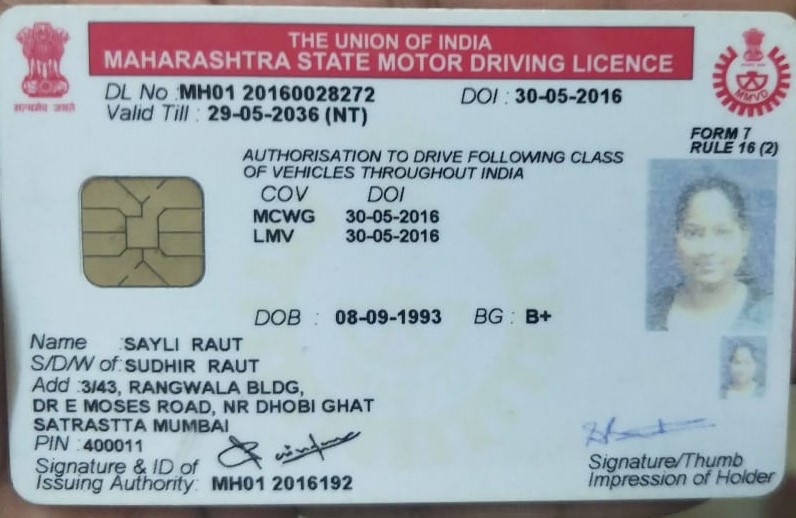 THE UNION OF INDIA
MAHARASHTRA STATE MOTOR DRIVING LICENCE
सत्यमेव जयते
DL No : MH01 20160028272 DOI : 30-05-2016
Valid Till : 29-05-2036 (NT)
MMVD
FORM 7
RULE 16 (2)
AUTHORISATION TO DRIVE FOLLOWING CLASS
OF VEHICLES THROUGHOUT INDIA
COV DOI
MCWG 30-05-2016
LMV 30-05-2016
DOB : 08-09-1993 BG : B+
Name : SAYLI RAUT
S/D/W of : SUDHIR RAUT
Add : 3/43, RANGWALA BLDG,
DR E MOSES ROAD, NR DHOBI GHAT
SATRASTTA MUMBAI
PIN : 400011
Signature & ID of
Issuing Authority: MH01 2016192
Signature/Thumb
Impression of Holder